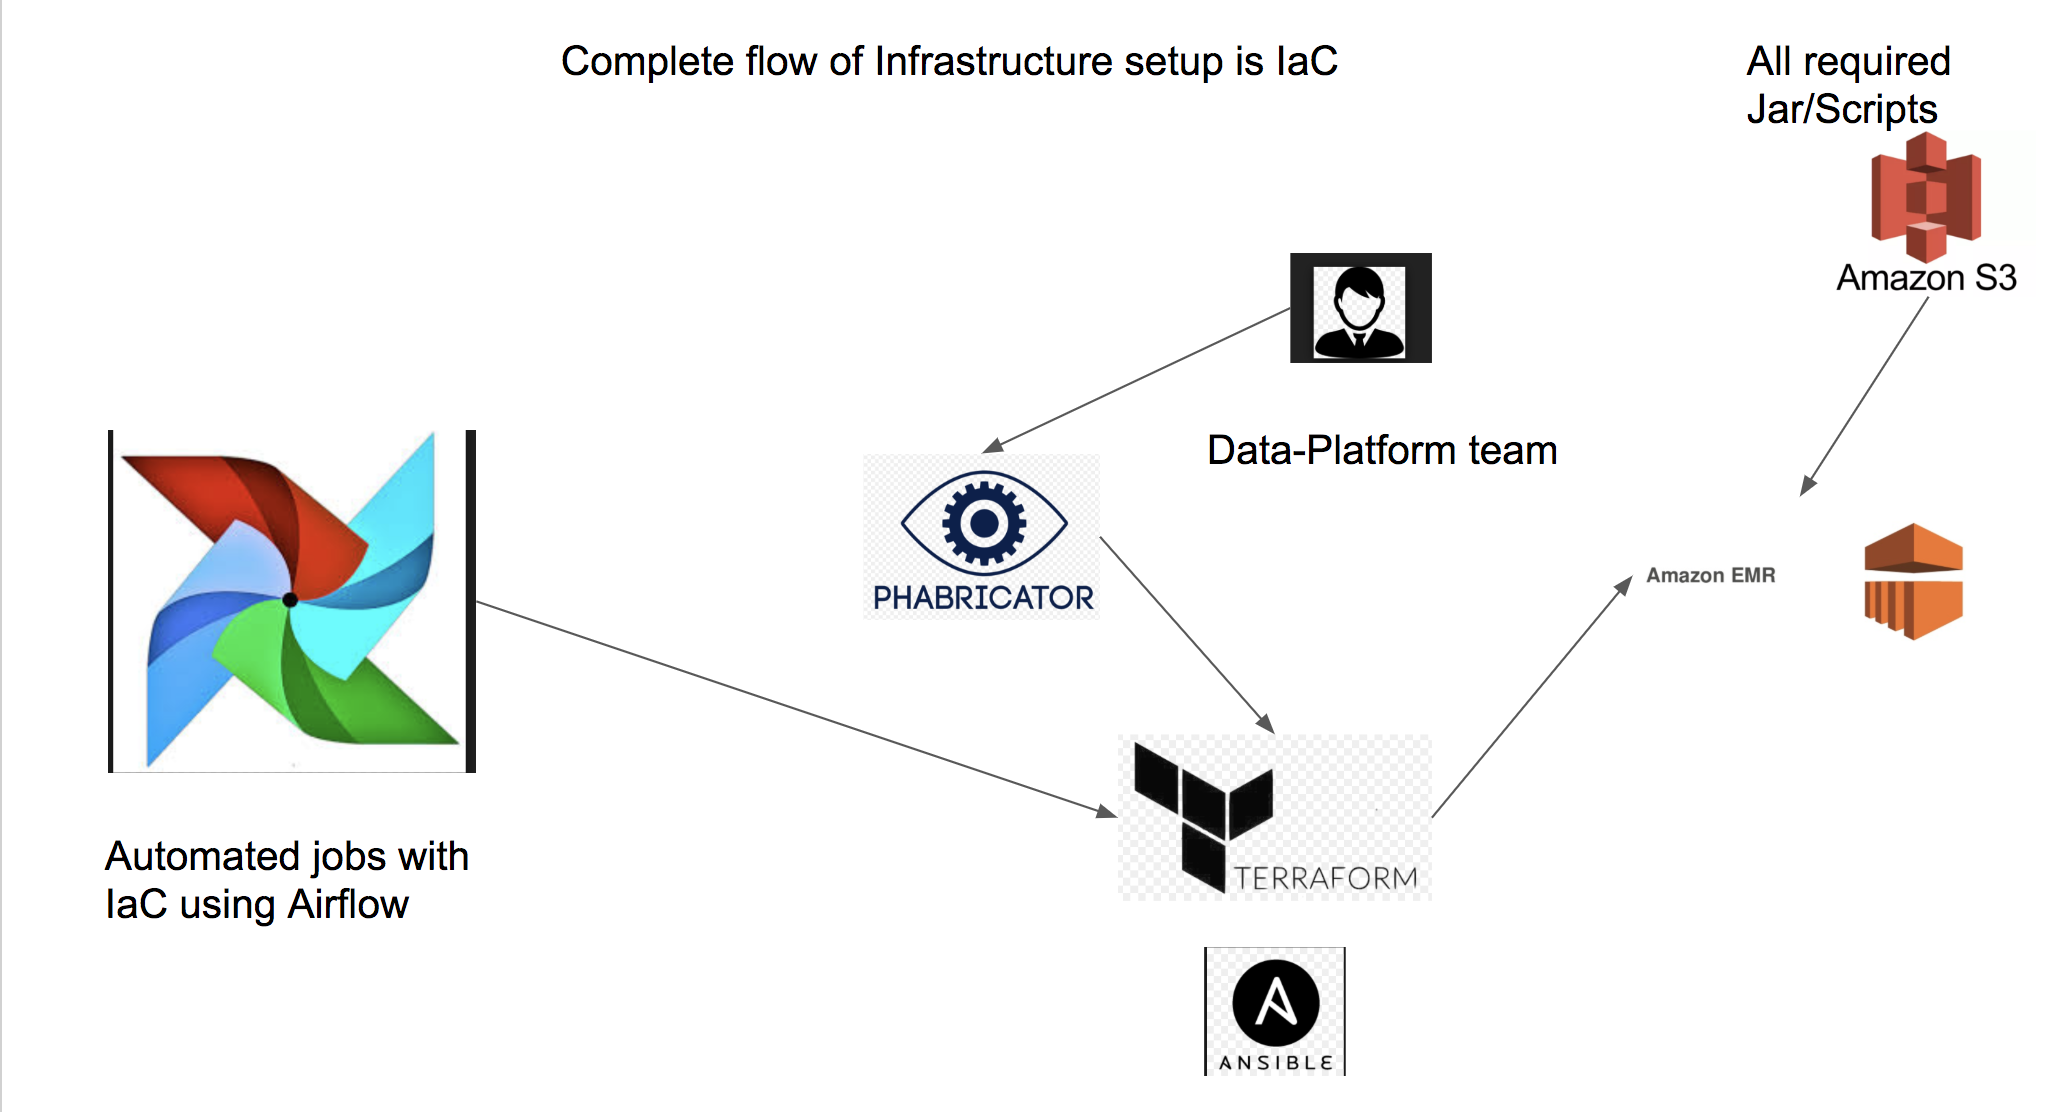 Complete flow of Infrastructure setup is IaC
All required
Jar/Scripts
Amazon S3
Data-Platform team
PHABRICATOR
Amazon EMR
Automated jobs with
IaC using Airflow
TERRAFORM
ANSIBLE